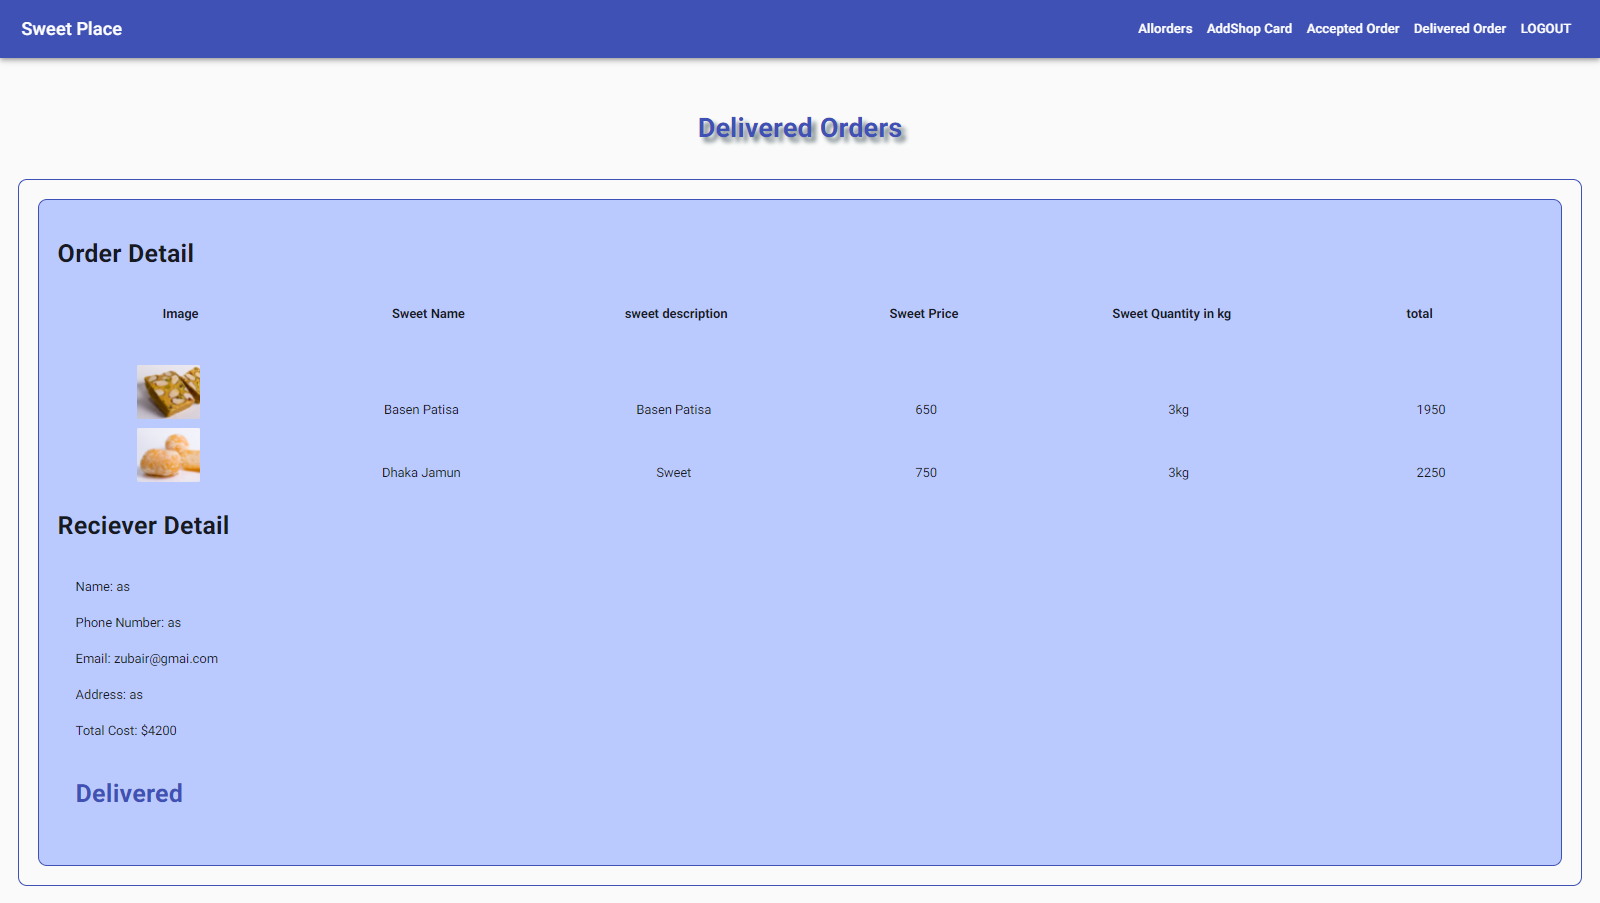 Sweet Place
Allorders AddShop Card Accepted Order Delivered Order LOGOUT
Delivered Orders
Order Detail
Image Sweet Name sweet description Sweet Price Sweet Quantity in kg total
Basen Patisa Basen Patisa 650 3kg 1950
Dhaka Jamun Sweet 750 3kg 2250
Reciever Detail
Name: as
Phone Number: as
Email: zubair@gmai.com
Address: as
Total Cost: $4200
Delivered